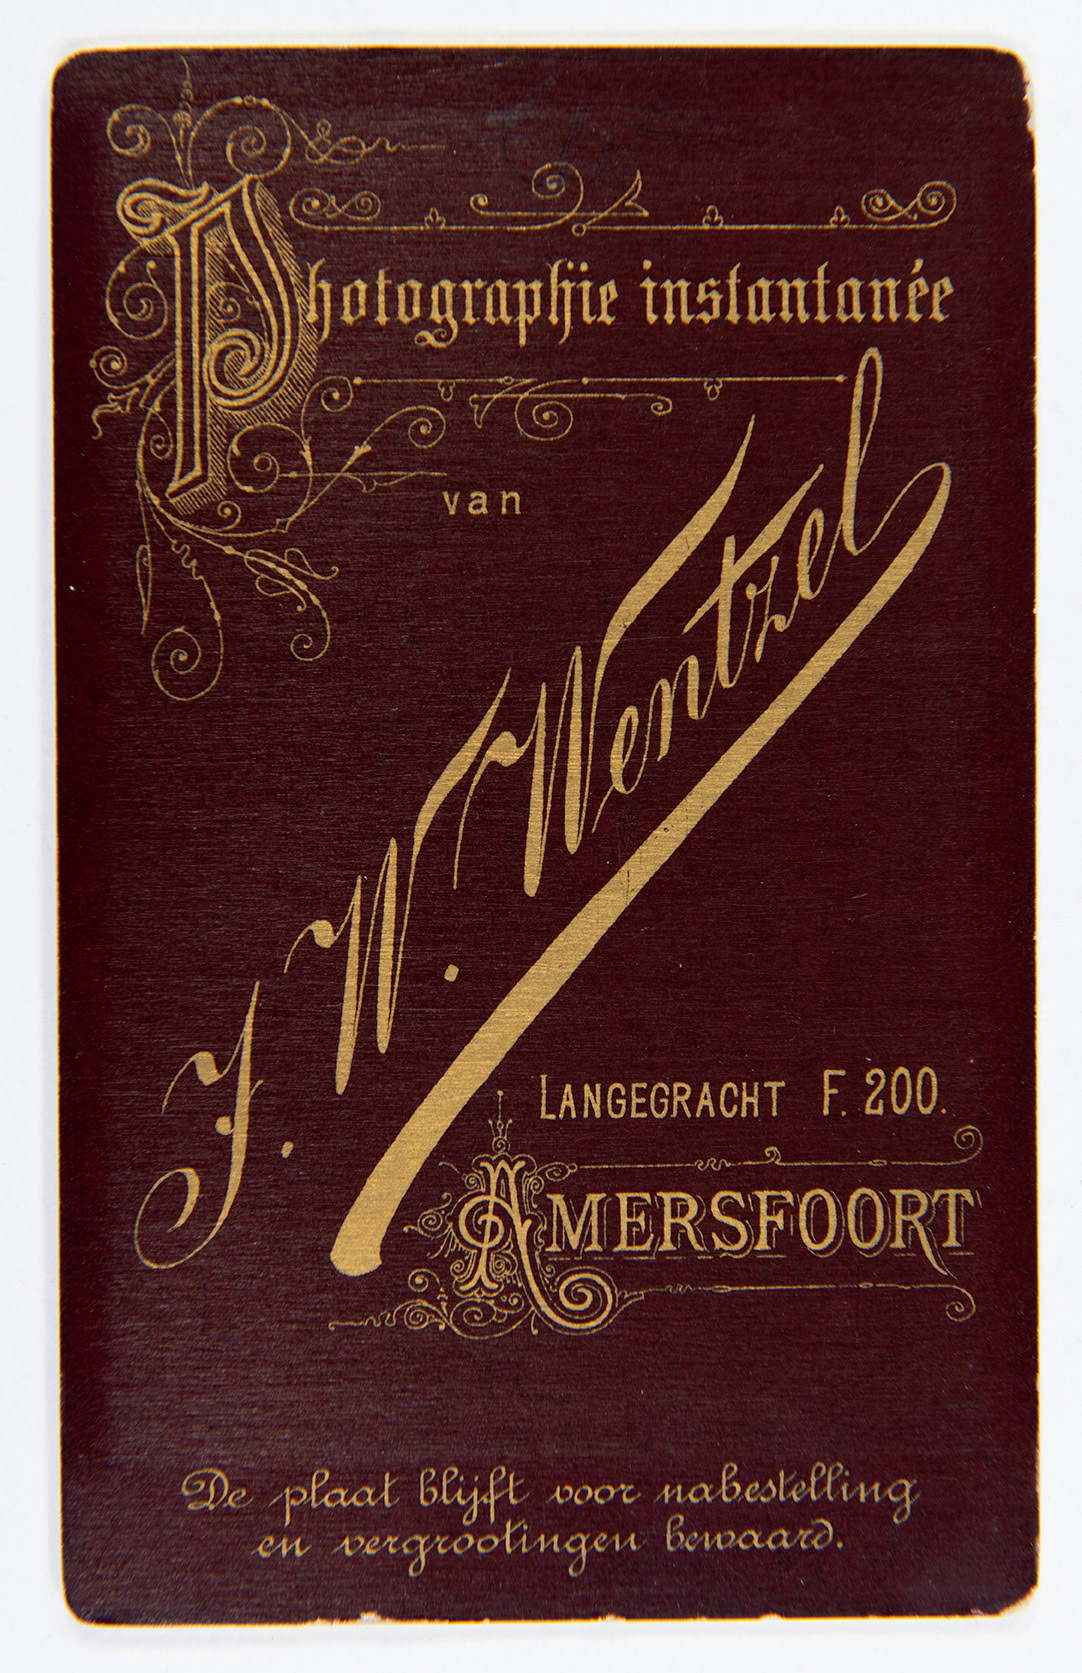 Photographie instantanée
van
J. W. Wentzel
LANGEGRACHT F. 200.
AMERSFOORT
De plaat blijft voor nabestelling
en vergrootingen bewaard.